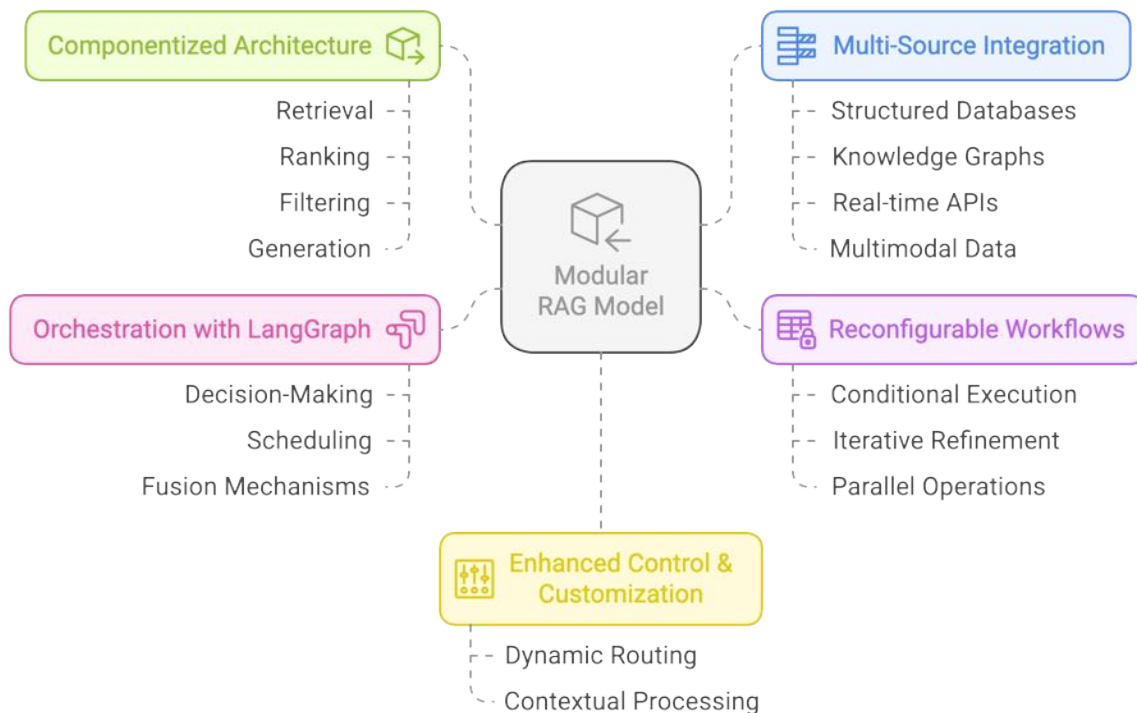 Componentized Architecture
Retrieval
Ranking
Filtering
Generation
Multi-Source Integration
Structured Databases
Knowledge Graphs
Real-time APIs
Multimodal Data
Modular
RAG Model
Orchestration with LangGraph
Decision-Making
Scheduling
Fusion Mechanisms
Reconfigurable Workflows
Conditional Execution
Iterative Refinement
Parallel Operations
Enhanced Control &
Customization
Dynamic Routing
Contextual Processing